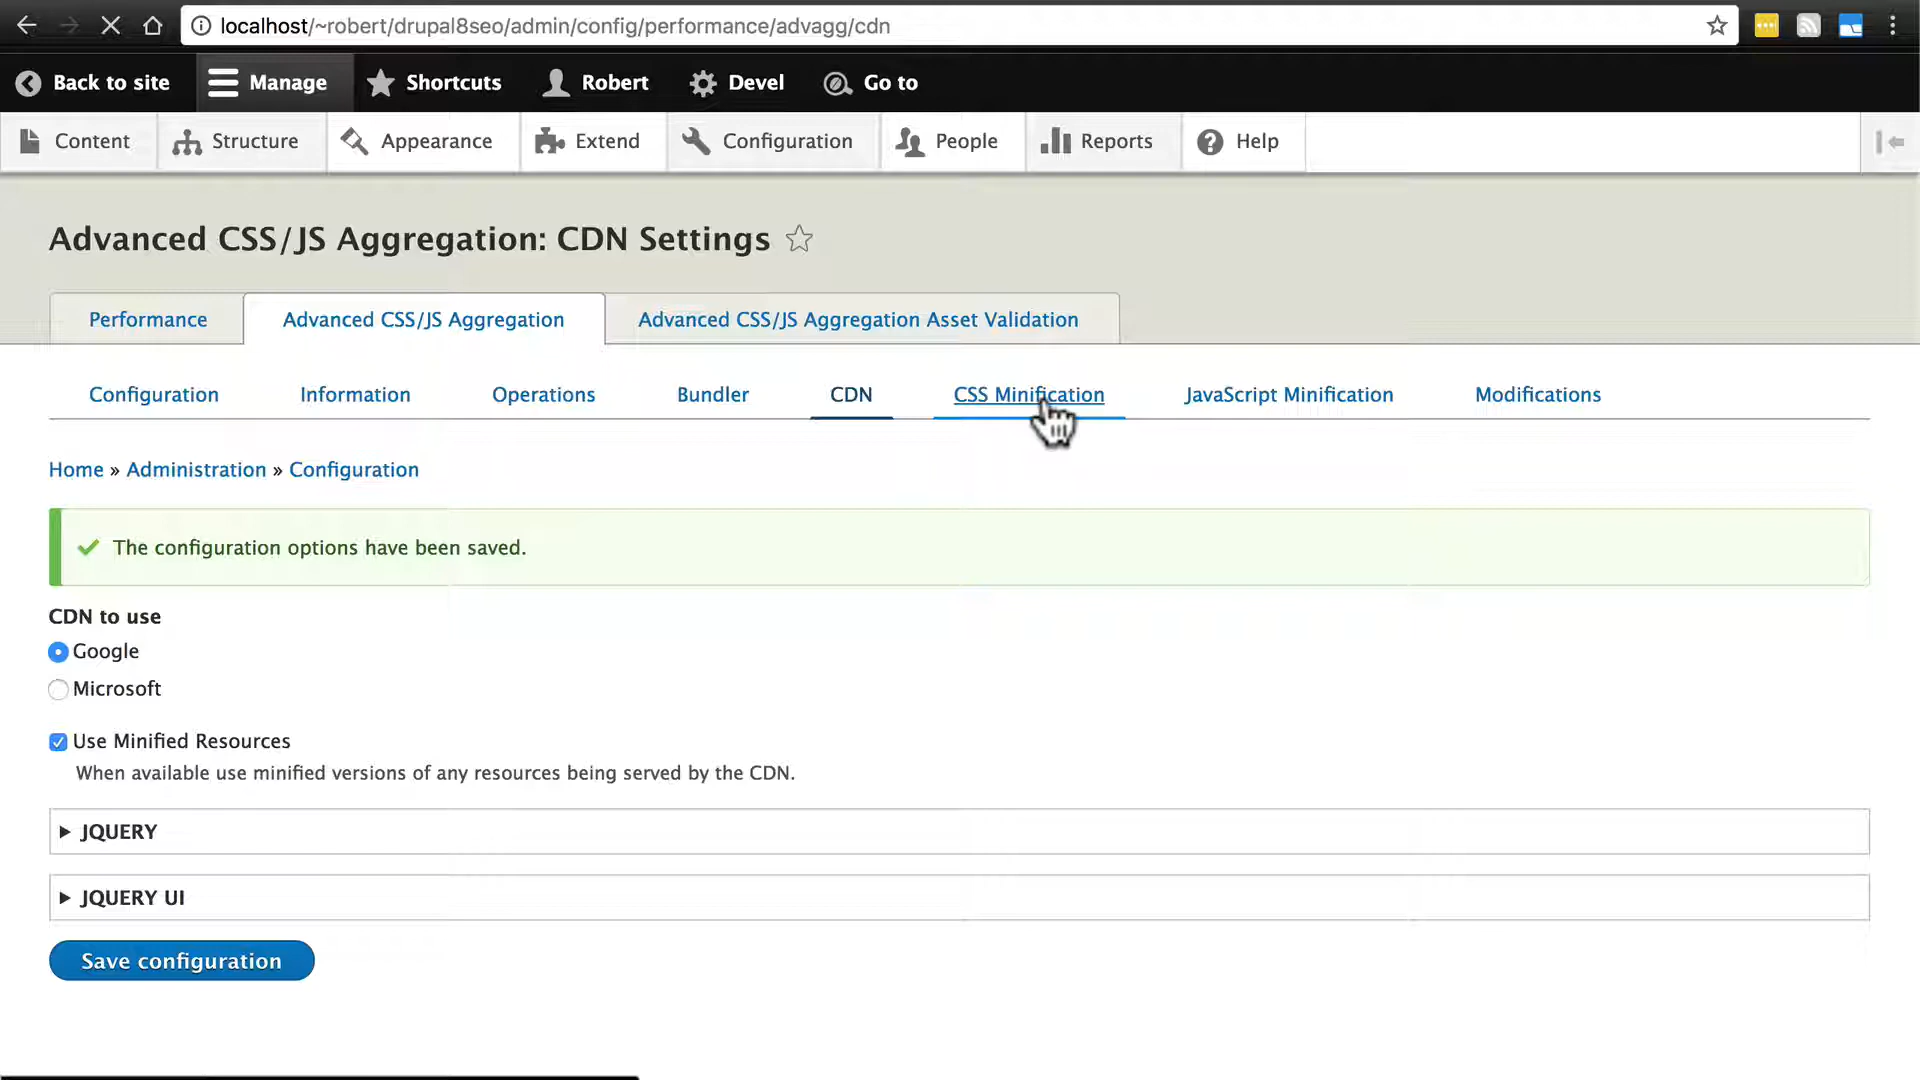 localhost/~robert/drupal8seo/admin/config/performance/advagg/cdn
Back to site Manage Shortcuts Robert Devel Go to
Content Structure Appearance Extend Configuration People Reports Help
Advanced CSS/JS Aggregation: CDN Settings
Performance Advanced CSS/JS Aggregation Advanced CSS/JS Aggregation Asset Validation
Configuration Information Operations Bundler CDN CSS Minification JavaScript Minification Modifications
Home » Administration » Configuration
The configuration options have been saved.
CDN to use
Google
Microsoft
Use Minified Resources
When available use minified versions of any resources being served by the CDN.
JQUERY
JQUERY UI
Save configuration